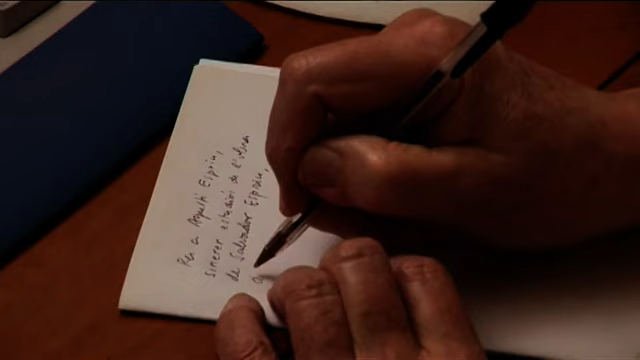 Per a Agustí Espriu,
sincer estudiós de l'obra
de Salvador Espriu,